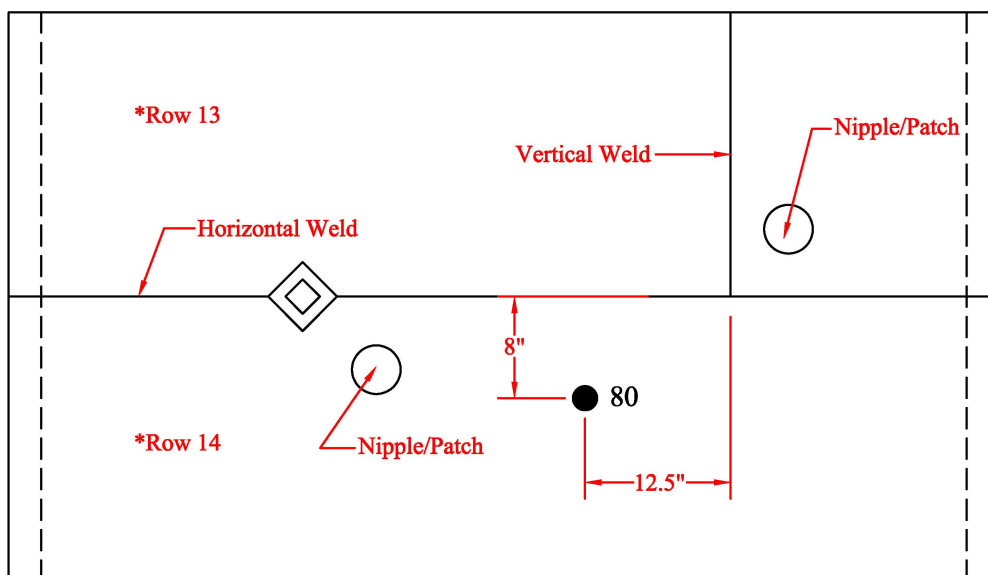 *Row 13
Nipple/Patch
Vertical Weld
Horizontal Weld
8"
80
*Row 14
Nipple/Patch
12.5"